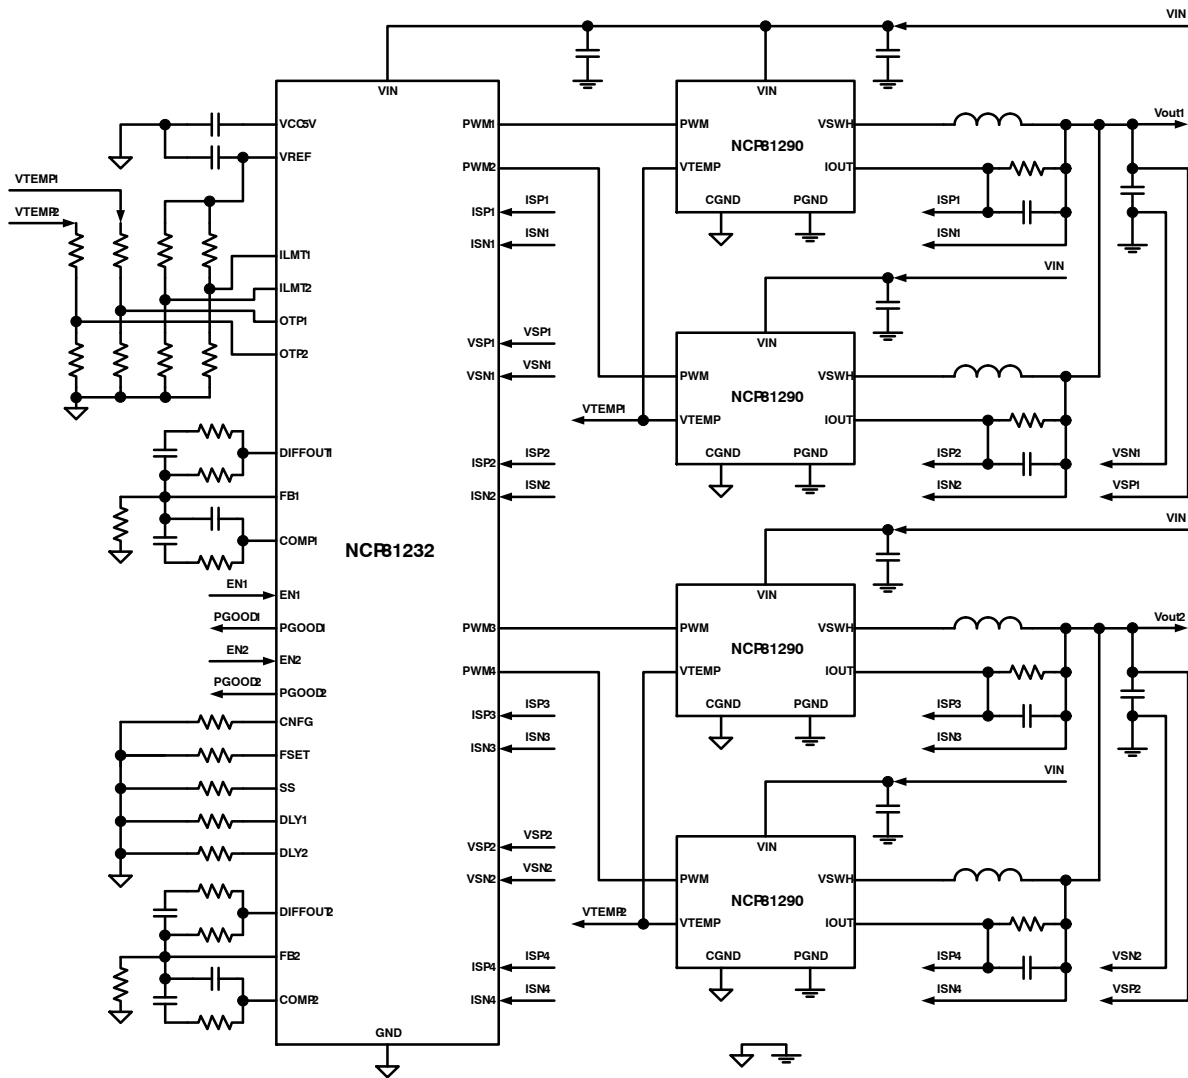 VIN
VIN
VIN
VCC5V
PWM1
PWM
VSWH
Vout1
NCP81290
VREF
VTEMP1
PWM2
VTEMP
IOUT
VTEMP2
ISP1
ISP1
CGND
PGND
ISP1
ISN1
ISN1
ISN1
ILMT1
VIN
ILMT2
OTP1
VSP1
VSP1
VIN
OTP2
VSN1
VSN1
PWM
VSWH
NCP81290
VTEMP1
VTEMP
IOUT
DIFFOUT1
ISP2
ISP2
CGND
PGND
ISP2
VSN1
FB1
ISN2
ISN2
ISN2
VSP1
VIN
COMP1
NCP81232
EN1
EN1
VIN
PGOOD1
PGOOD1
PWM3
PWM
VSWH
Vout2
NCP81290
EN2
EN2
PWM4
VTEMP
IOUT
PGOOD2
PGOOD2
CNFG
ISP3
ISP3
CGND
PGND
ISP3
FSET
ISN3
ISN3
ISN3
VIN
SS
DLY1
VSP2
VSP2
VIN
DLY2
VSN2
VSN2
PWM
VSWH
NCP81290
DIFFOUT2
VTEMP2
VTEMP
IOUT
FB2
ISP4
ISP4
CGND
PGND
ISP4
VSN2
COMP2
ISN4
ISN4
ISN4
VSP2
GND